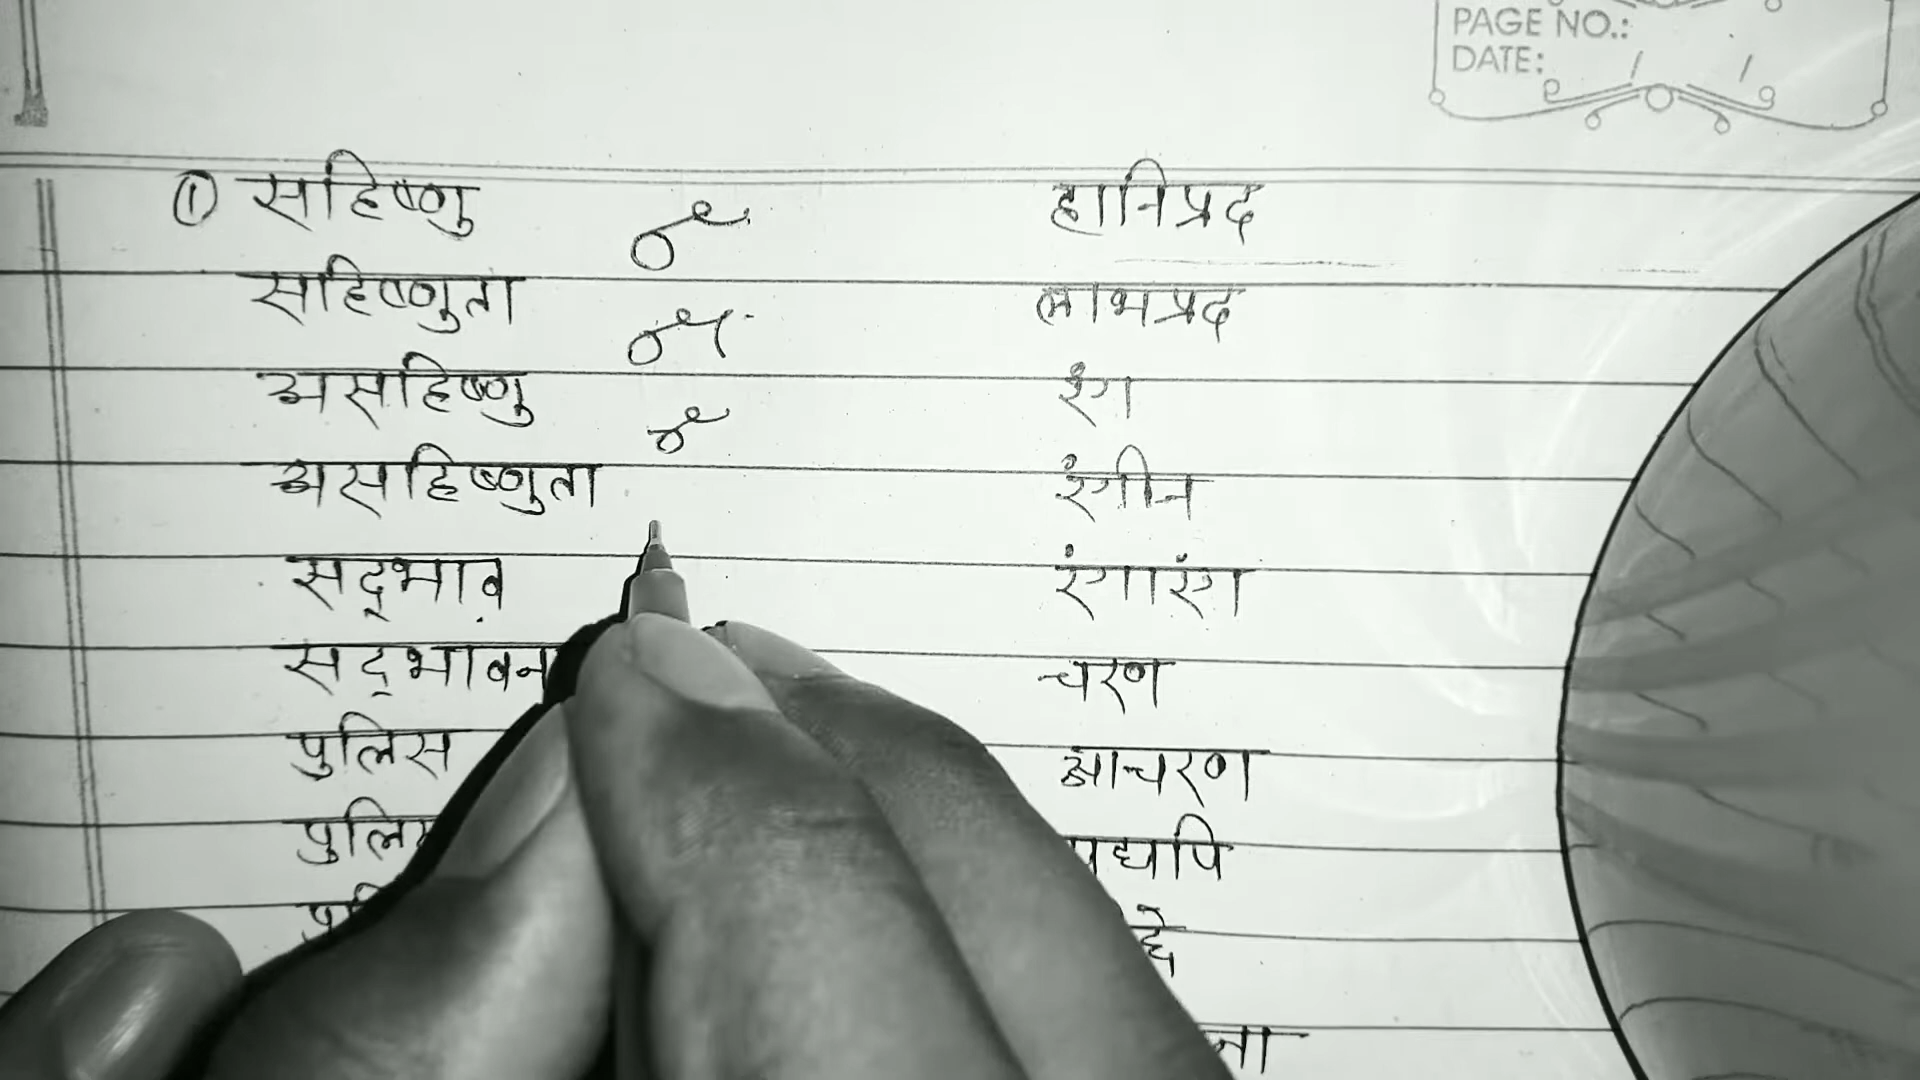 PAGE NO.:
DATE: / /
① सहिष्णु
सहिष्णुता
असहिष्णु
असहिष्णुता
सद्भाव
पुलिस
हानिप्रद
लाभप्रद
रंग
रंगीन
रंगारंग
चरण
आचरण